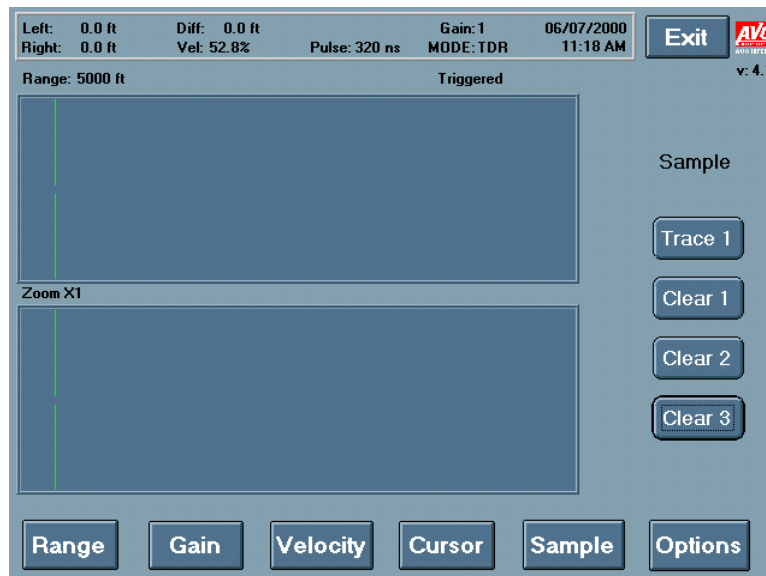 Left: 0.0 ft Diff: 0.0 ft Gain:1 06/07/2000
Right: 0.0 ft Vel: 52.8% Pulse: 320 ns MODE:TDR 11:18 AM
Exit
Range: 5000 ft Triggered
v: 4.
Sample
Trace 1
Zoom X1
Clear 1
Clear 2
Clear 3
Range Gain Velocity Cursor Sample Options